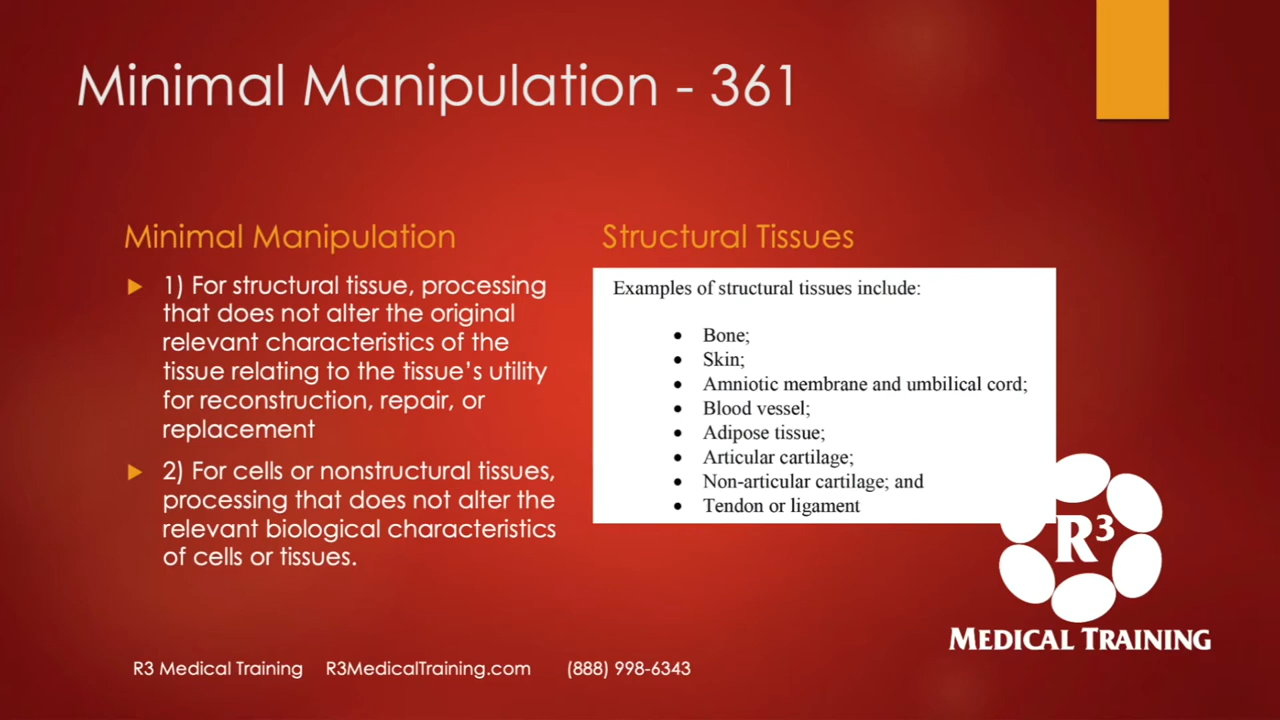 Minimal Manipulation - 361
Minimal Manipulation
1) For structural tissue, processing
that does not alter the original
relevant characteristics of the
tissue relating to the tissue's utility
for reconstruction, repair, or
replacement
2) For cells or nonstructural tissues,
processing that does not alter the
relevant biological characteristics
of cells or tissues.
Structural Tissues
Examples of structural tissues include:
• Bone;
• Skin;
• Amniotic membrane and umbilical cord;
• Blood vessel;
• Adipose tissue;
• Articular cartilage;
• Non-articular cartilage; and
• Tendon or ligament
R³
MEDICAL TRAINING
R3 Medical Training R3MedicalTraining.com (888) 998-6343